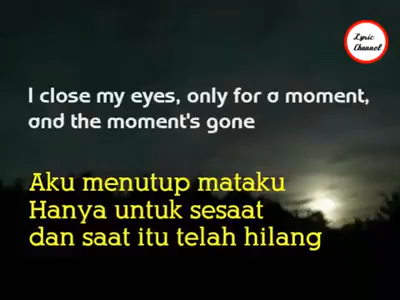 Lyric
Channel
I close my eyes, only for a moment,
and the moment's gone
Aku menutup mataku
Hanya untuk sesaat
dan saat itu telah hilang